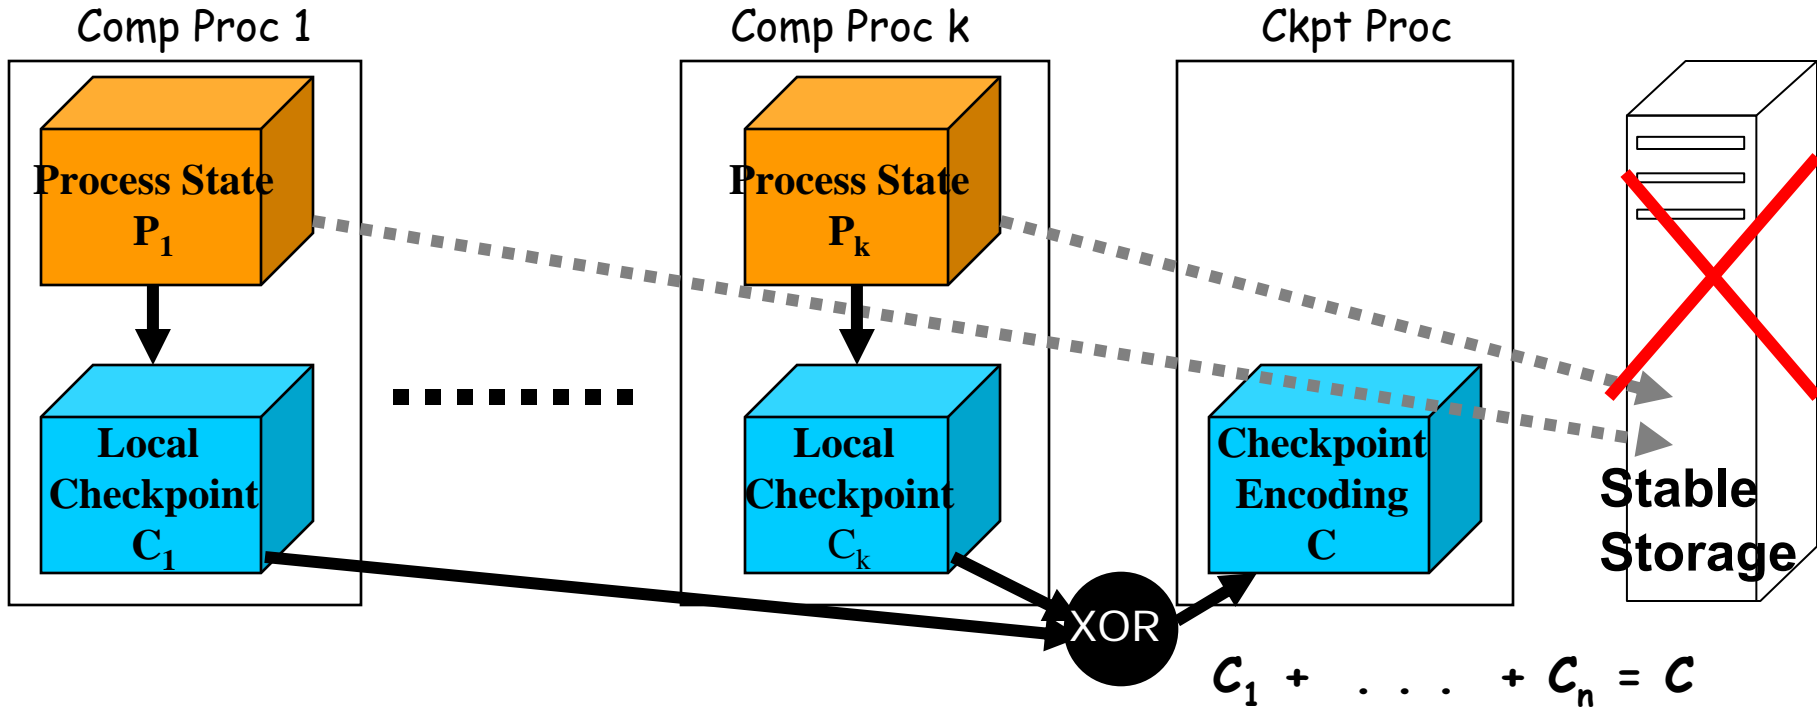 Comp Proc 1
Comp Proc k
Ckpt Proc
Process State
P1
Process State
Pk
Local
Checkpoint
C1
Local
Checkpoint
Ck
Checkpoint
Encoding
C
Stable
Storage
XOR
C1 + . . . + Cn = C